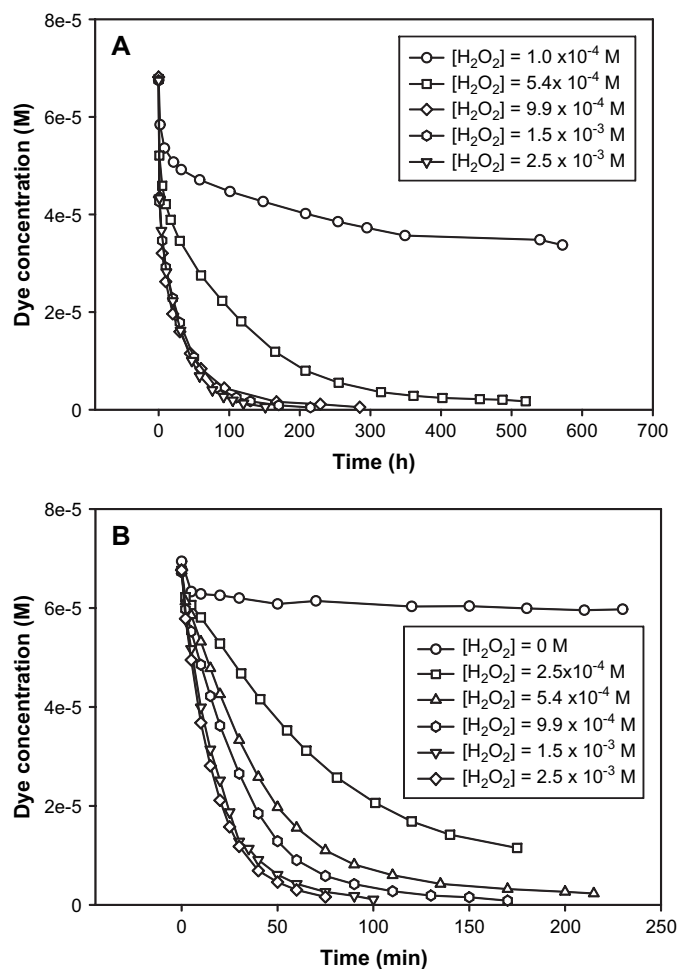 A
8e-5
6e-5
4e-5
2e-5
0
Dye concentration (M)
[H₂O₂] = 1.0 x10⁻⁴ M
[H₂O₂] = 5.4x 10⁻⁴ M
[H₂O₂] = 9.9 x 10⁻⁴ M
[H₂O₂] = 1.5 x 10⁻³ M
[H₂O₂] = 2.5 x 10⁻³ M
0 100 200 300 400 500 600 700
Time (h)
B
8e-5
6e-5
4e-5
2e-5
0
Dye concentration (M)
[H₂O₂] = 0 M
[H₂O₂] = 2.5x10⁻⁴ M
[H₂O₂] = 5.4 x10⁻⁴ M
[H₂O₂] = 9.9 x 10⁻⁴ M
[H₂O₂] = 1.5 x 10⁻³ M
[H₂O₂] = 2.5 x 10⁻³ M
0 50 100 150 200 250
Time (min)